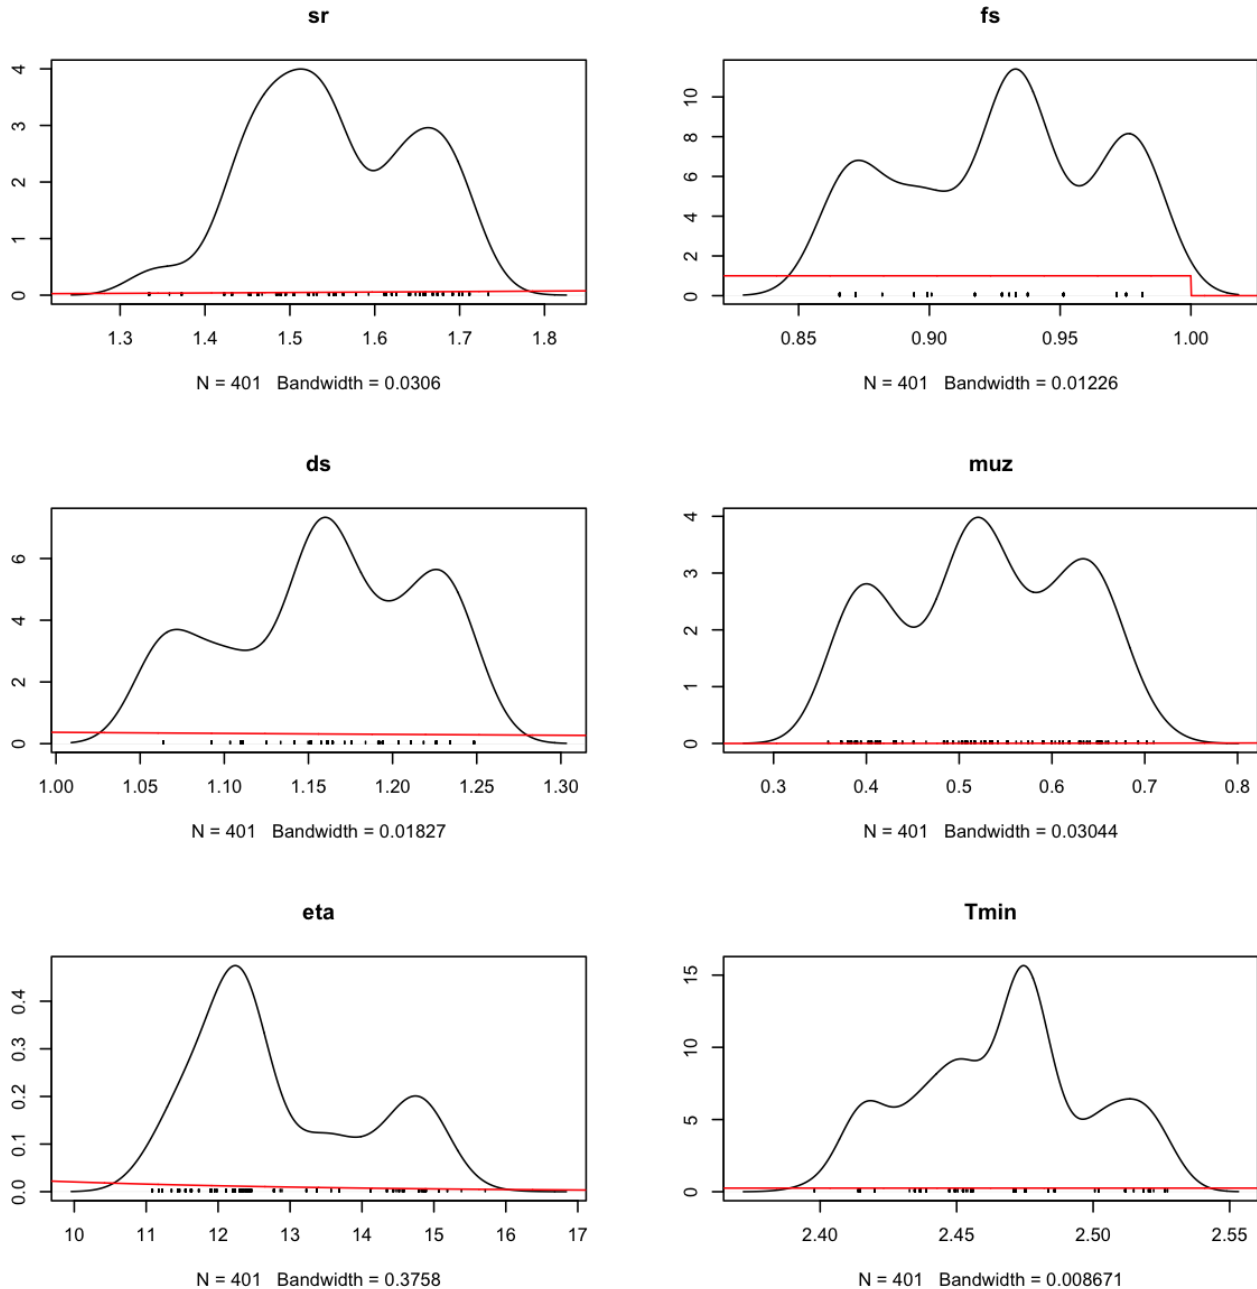 sr
4
3
2
1
0
1.3 1.4 1.5 1.6 1.7 1.8
N = 401 Bandwidth = 0.0306
fs
10
8
6
4
2
0
0.85 0.90 0.95 1.00
N = 401 Bandwidth = 0.01226
ds
6
4
2
0
1.00 1.05 1.10 1.15 1.20 1.25 1.30
N = 401 Bandwidth = 0.01827
muz
4
3
2
1
0
0.3 0.4 0.5 0.6 0.7 0.8
N = 401 Bandwidth = 0.03044
eta
0.4
0.3
0.2
0.1
0.0
10 11 12 13 14 15 16 17
N = 401 Bandwidth = 0.3758
Tmin
15
10
5
0
2.40 2.45 2.50 2.55
N = 401 Bandwidth = 0.008671